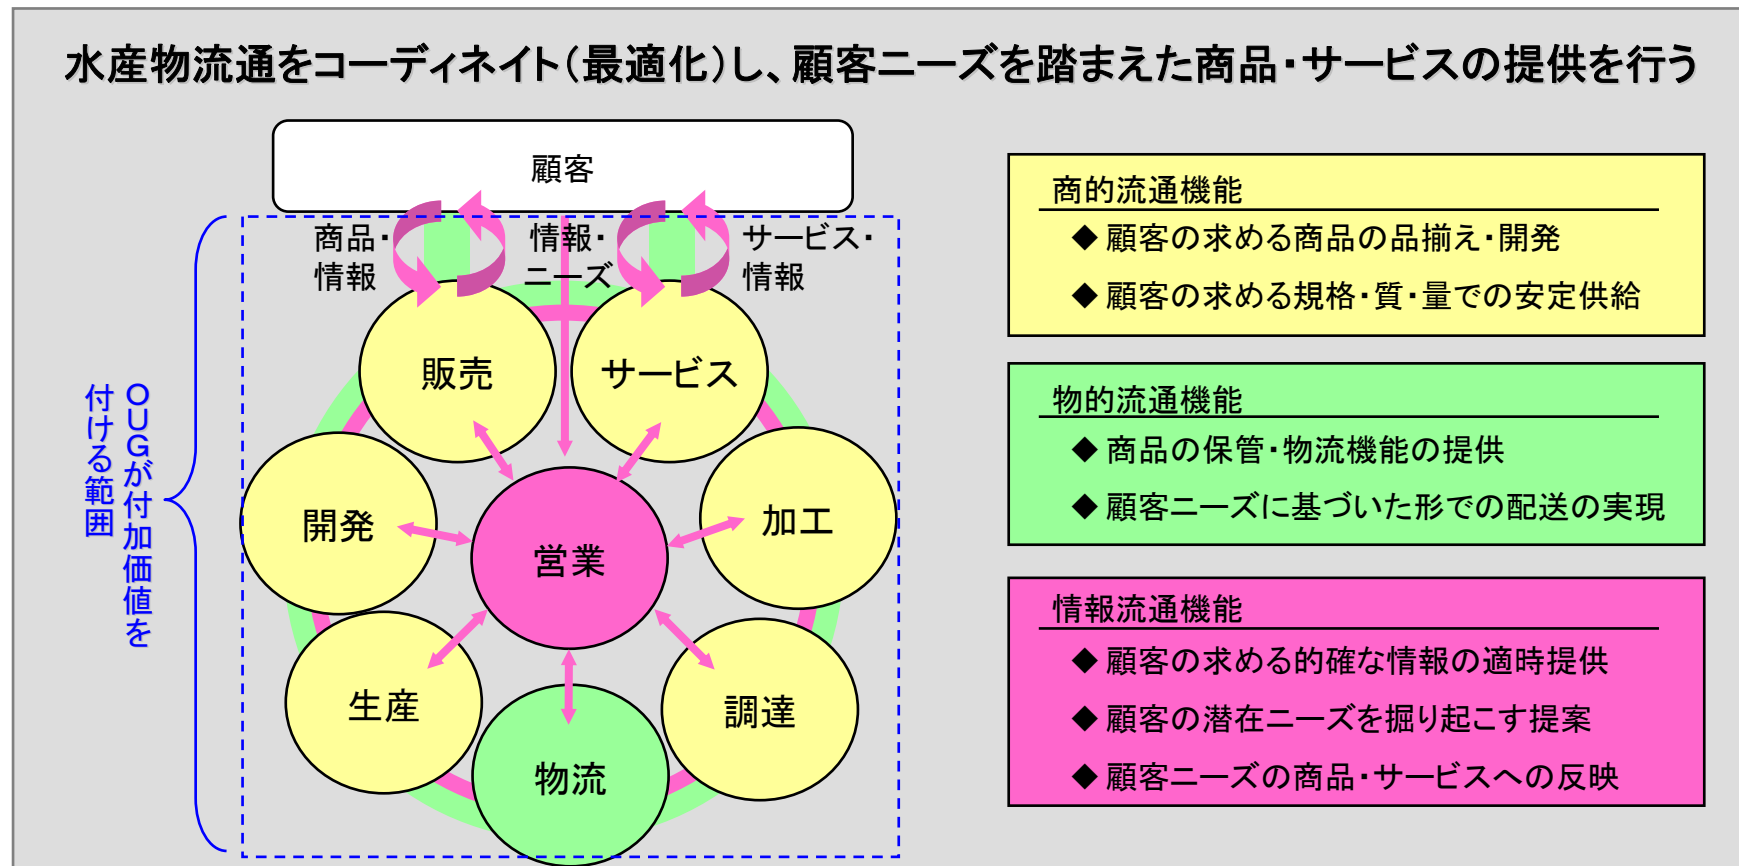 水産物流通をコーディネイト(最適化)し、顧客ニーズを踏まえた商品・サービスの提供を行う
顧客
商品・
情報
情報・
ニーズ
サービス・
情報
販売
サービス
開発
加工
営業
生産
調達
物流
OUGが付加価値を
付ける範囲
商的流通機能
◆ 顧客の求める商品の品揃え・開発
◆ 顧客の求める規格・質・量での安定供給
物的流通機能
◆ 商品の保管・物流機能の提供
◆ 顧客ニーズに基づいた形での配送の実現
情報流通機能
◆ 顧客の求める的確な情報の適時提供
◆ 顧客の潜在ニーズを掘り起こす提案
◆ 顧客ニーズの商品・サービスへの反映